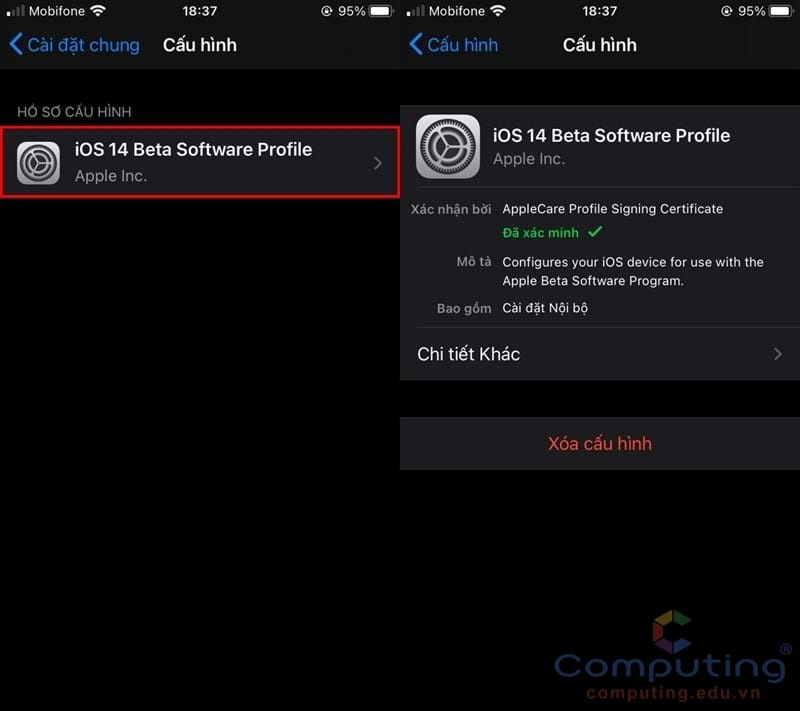 Mobifone 18:37 95%
Cài đặt chung Cấu hình
HỒ SƠ CẤU HÌNH
iOS 14 Beta Software Profile
Apple Inc.
Mobifone 18:37 95%
Cấu hình Cấu hình
iOS 14 Beta Software Profile
Apple Inc.
Xác nhận bởi AppleCare Profile Signing Certificate
Đã xác minh
Mô tả Configures your iOS device for use with the
Apple Beta Software Program.
Bao gồm Cài đặt Nội bộ
Chi tiết Khác
Xóa cấu hình
Computing®
computing.edu.vn